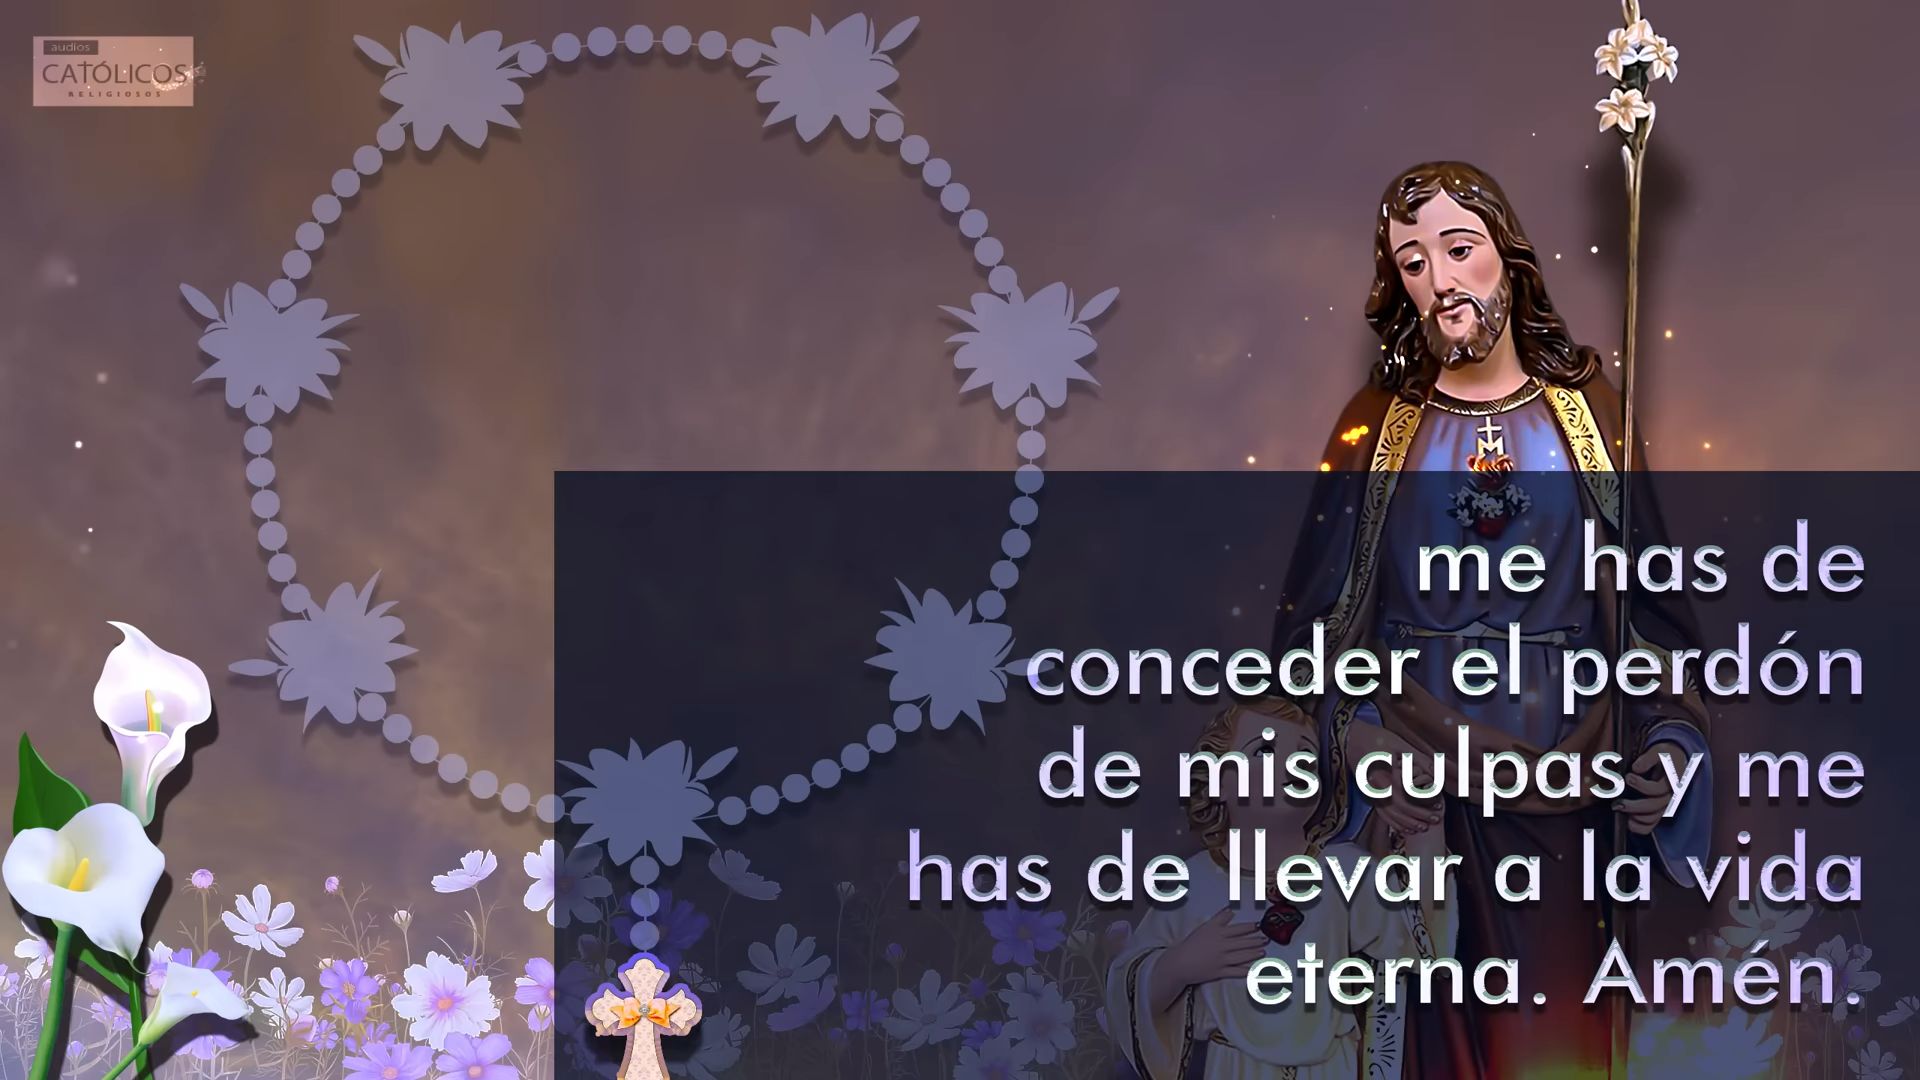 audios
CATÓLICOS
RELIGIOSOS
me has de
conceder el perdón
de mis culpas y me
has de llevar a la vida
eterna. Amén.